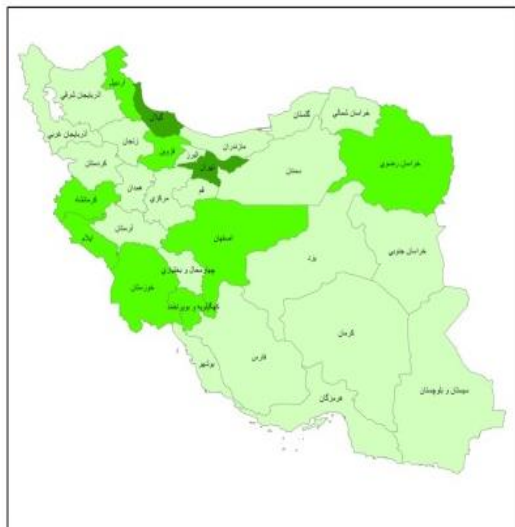 اردبیل
آذربایجان شرقی
گیلان
خراسان شمالی
گلستان
آذربایجان غربی
زنجان
مازندران
قزوین
البرز
خراسان رضوی
تهران
کردستان
سمنان
همدان
قم
مرکزی
کرمانشاه
لرستان
اصفهان
ایلام
خراسان جنوبی
یزد
چهارمحال و بختیاری
خوزستان
کهگیلویه و بویراحمد
کرمان
فارس
بوشهر
سیستان و بلوچستان
هرمزگان